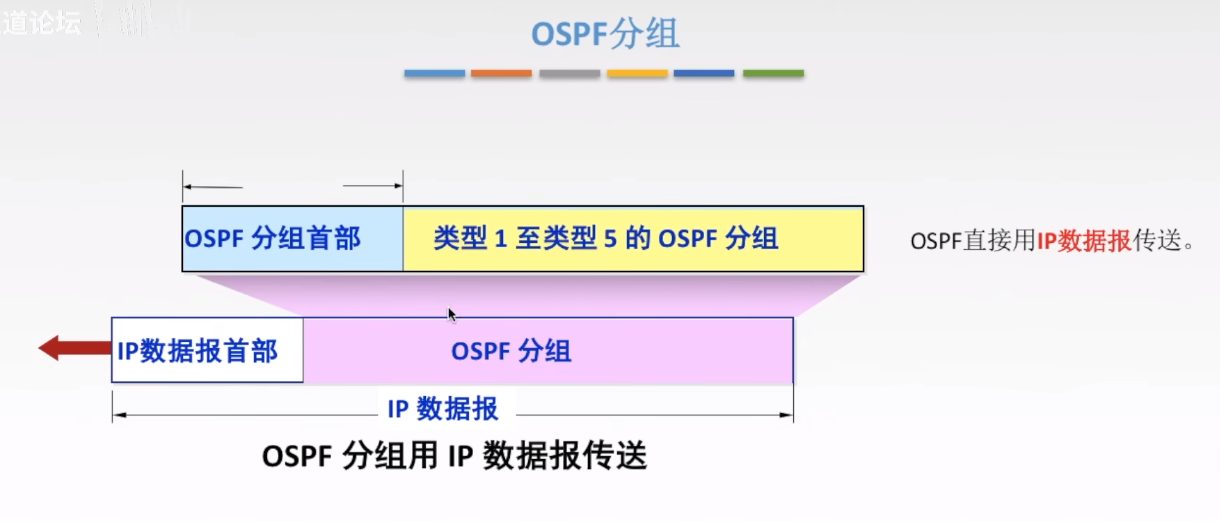 道论坛
OSPF分组
OSPF 分组首部
类型 1 至类型 5 的 OSPF 分组
OSPF直接用IP数据报传送。
IP数据报首部
OSPF 分组
IP 数据报
OSPF 分组用 IP 数据报传送